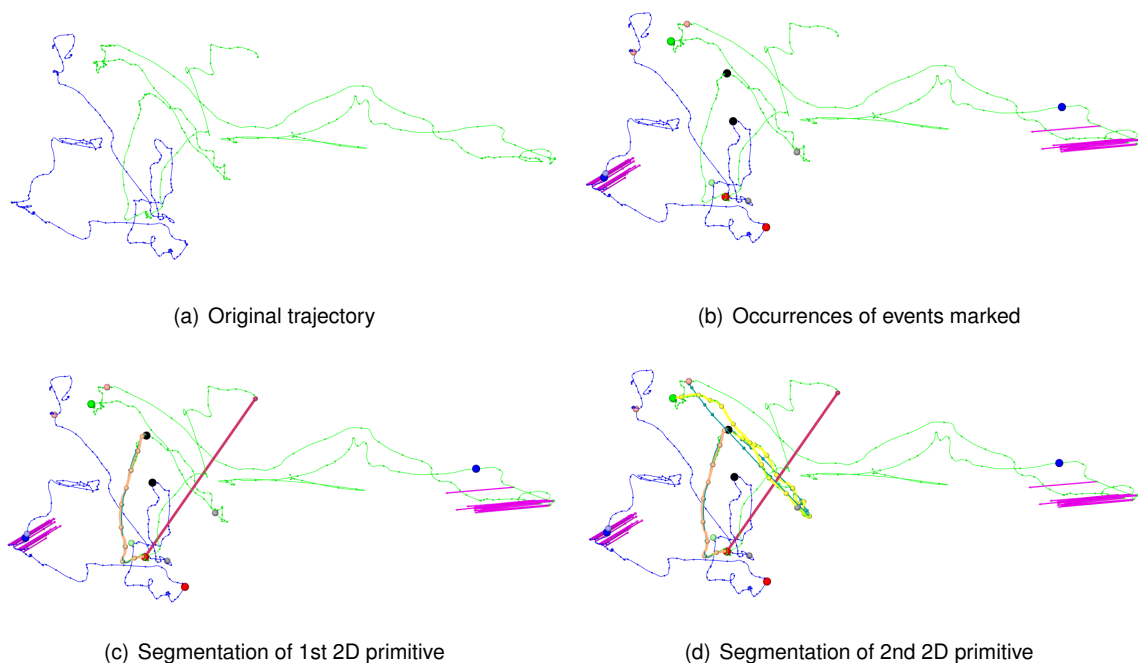 (a) Original trajectory
(b) Occurrences of events marked
(c) Segmentation of 1st 2D primitive
(d) Segmentation of 2nd 2D primitive